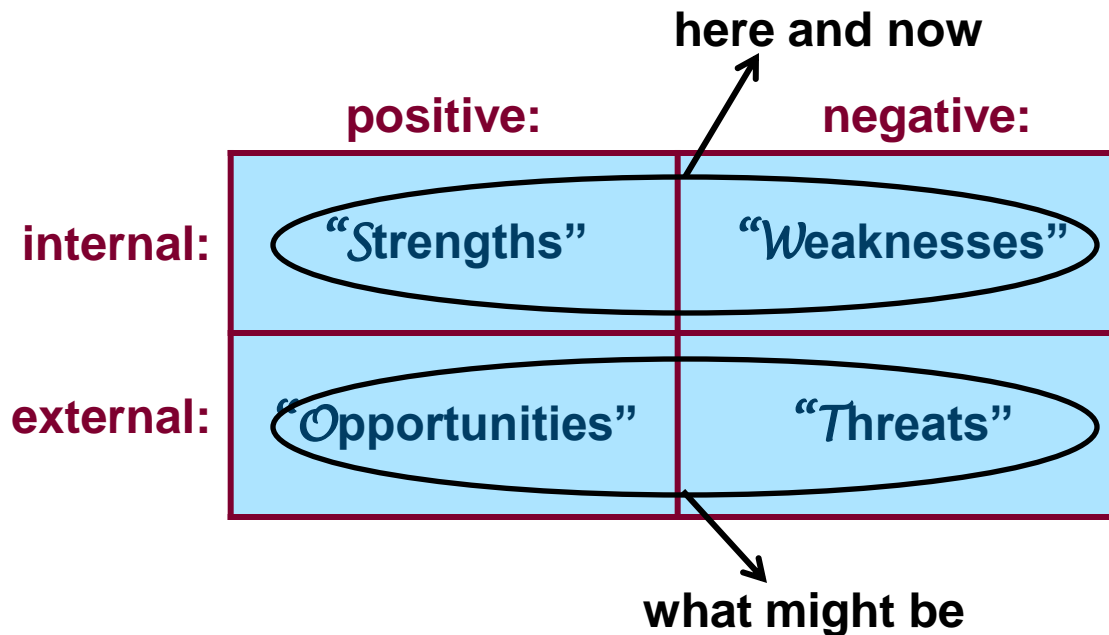 here and now
positive: negative:
internal: “Strengths” “Weaknesses”
external: “Opportunities” “Threats”
what might be